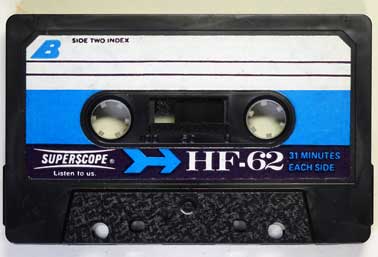 B
SIDE TWO INDEX
SUPERSCOPE®
Listen to us.
HF-62
31 MINUTES
EACH SIDE